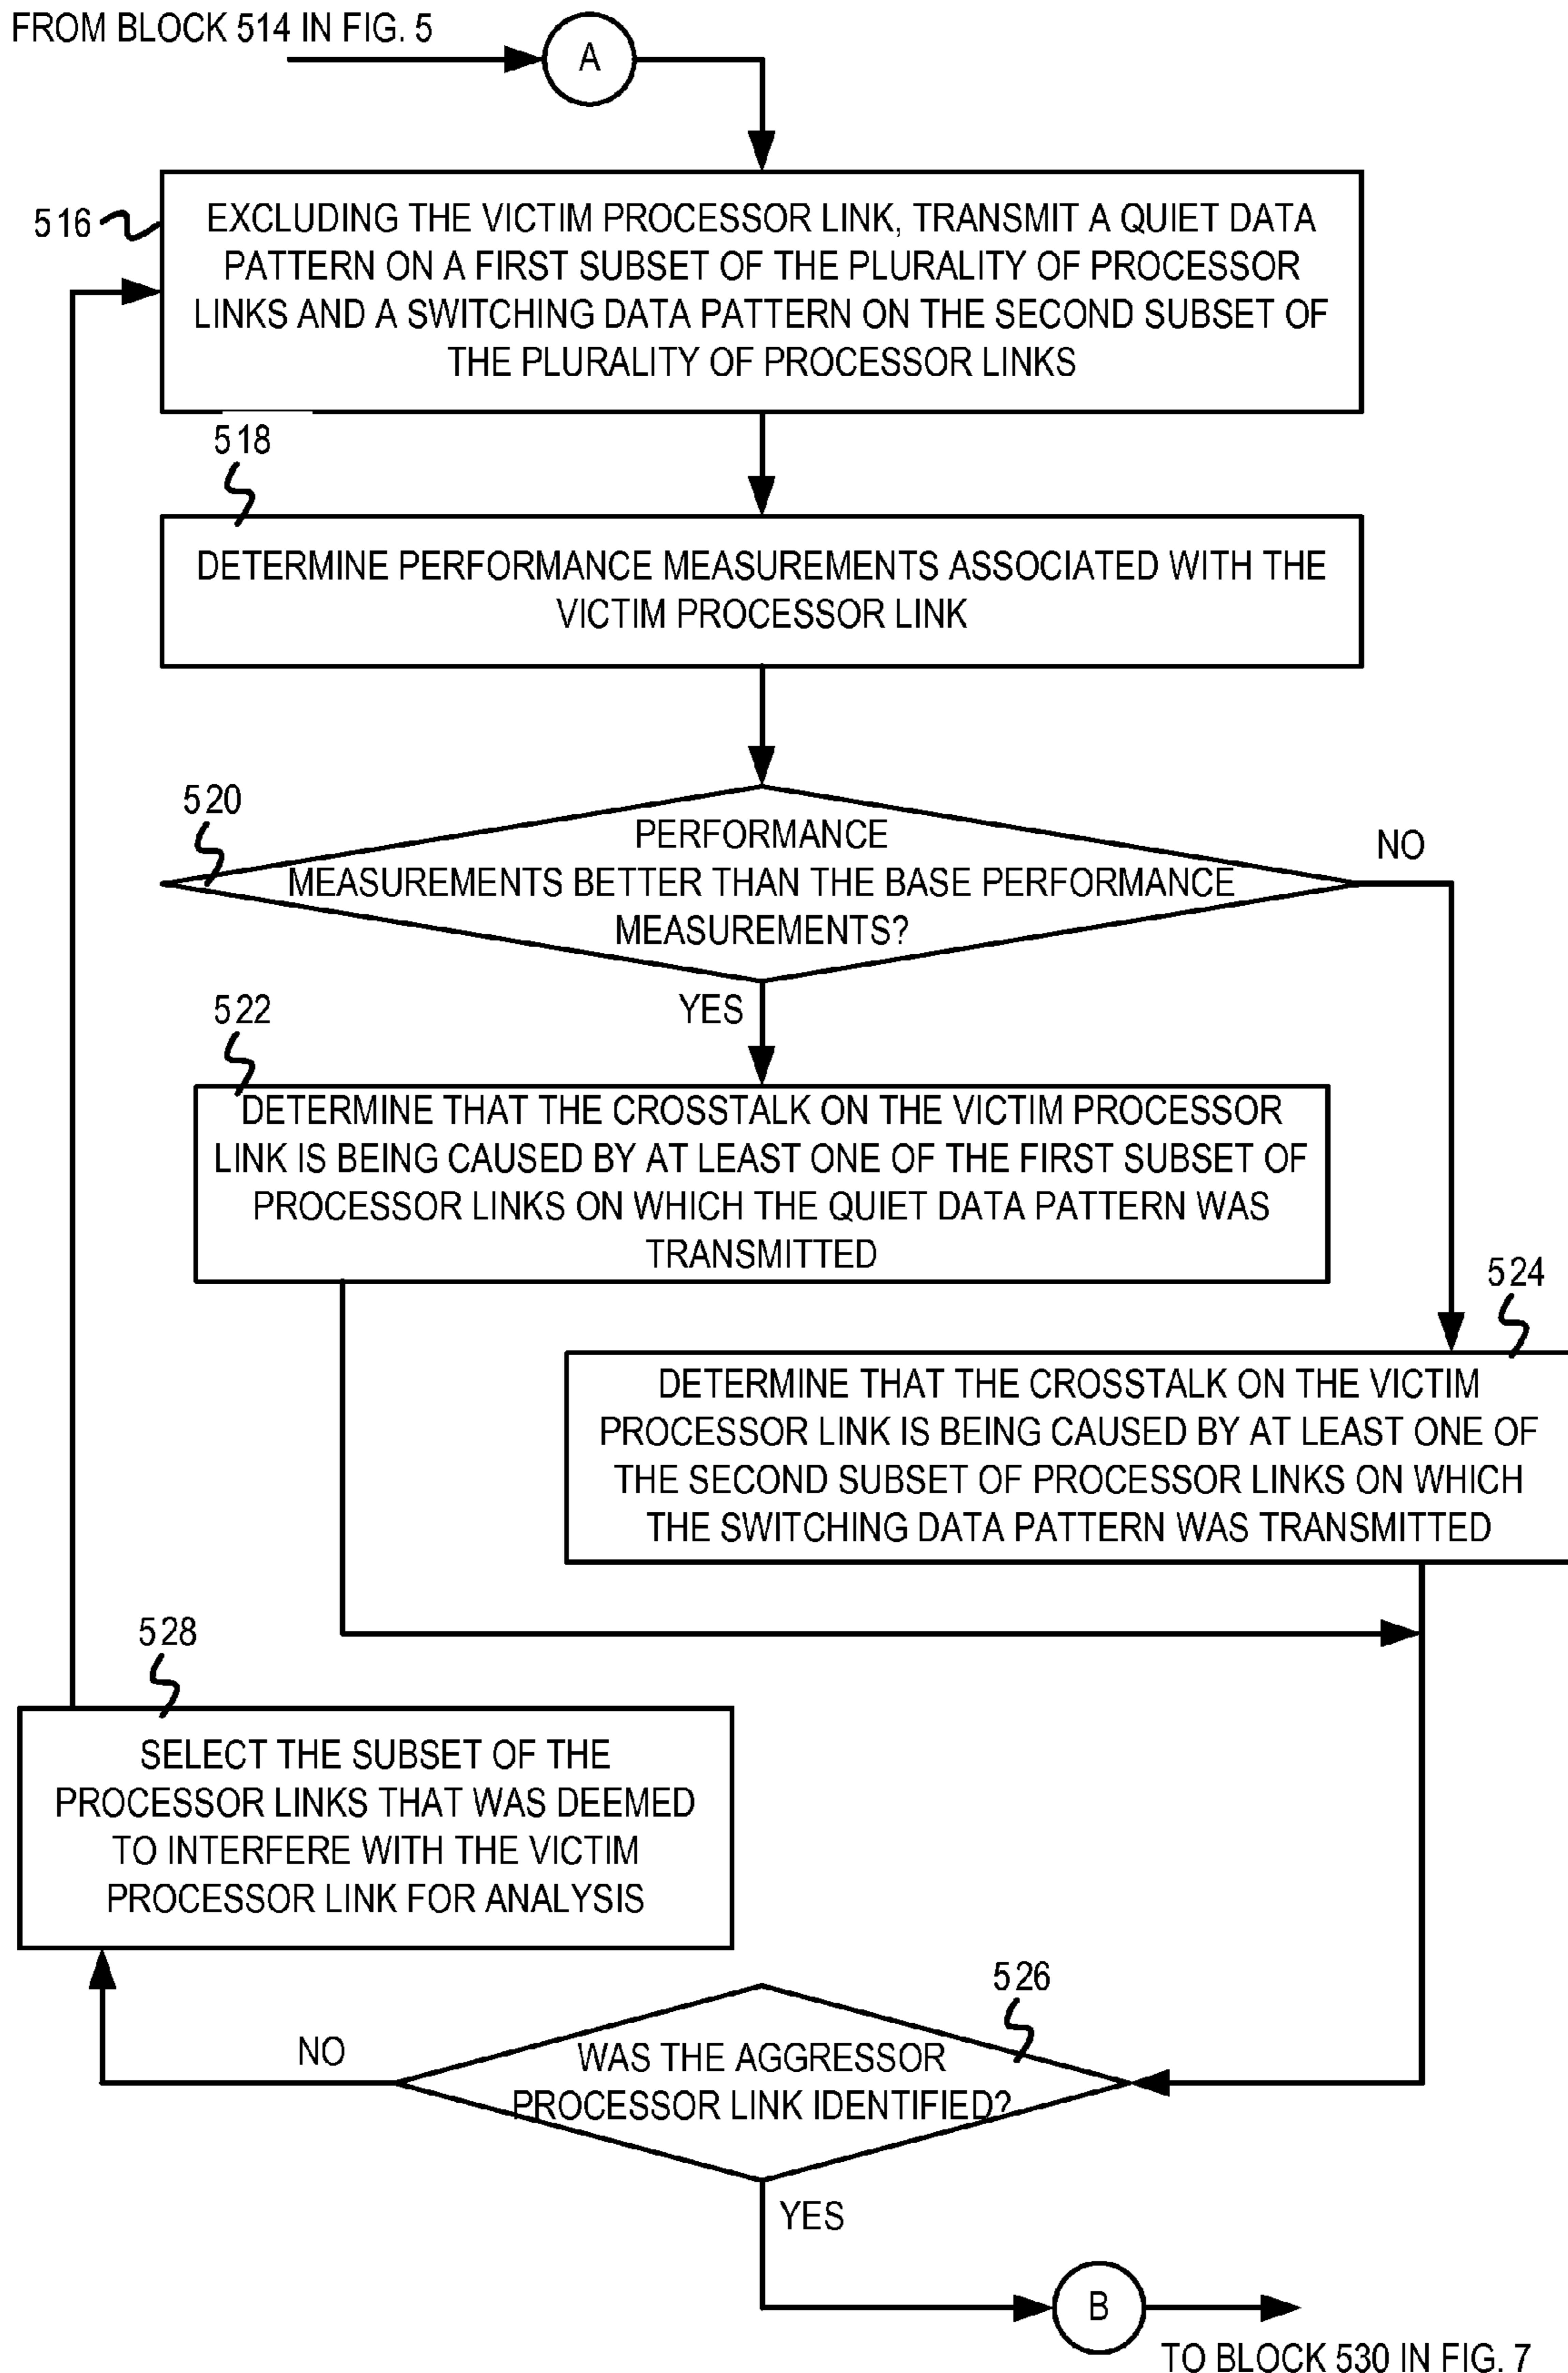 FROM BLOCK 514 IN FIG. 5
A
516
EXCLUDING THE VICTIM PROCESSOR LINK, TRANSMIT A QUIET DATA
PATTERN ON A FIRST SUBSET OF THE PLURALITY OF PROCESSOR
LINKS AND A SWITCHING DATA PATTERN ON THE SECOND SUBSET OF
THE PLURALITY OF PROCESSOR LINKS
518
DETERMINE PERFORMANCE MEASUREMENTS ASSOCIATED WITH THE
VICTIM PROCESSOR LINK
520
PERFORMANCE
MEASUREMENTS BETTER THAN THE BASE PERFORMANCE
MEASUREMENTS?
NO
YES
522
DETERMINE THAT THE CROSSTALK ON THE VICTIM PROCESSOR
LINK IS BEING CAUSED BY AT LEAST ONE OF THE FIRST SUBSET OF
PROCESSOR LINKS ON WHICH THE QUIET DATA PATTERN WAS
TRANSMITTED
524
DETERMINE THAT THE CROSSTALK ON THE VICTIM
PROCESSOR LINK IS BEING CAUSED BY AT LEAST ONE OF
THE SECOND SUBSET OF PROCESSOR LINKS ON WHICH
THE SWITCHING DATA PATTERN WAS TRANSMITTED
528
SELECT THE SUBSET OF THE
PROCESSOR LINKS THAT WAS DEEMED
TO INTERFERE WITH THE VICTIM
PROCESSOR LINK FOR ANALYSIS
526
NO
WAS THE AGGRESSOR
PROCESSOR LINK IDENTIFIED?
YES
B
TO BLOCK 530 IN FIG. 7